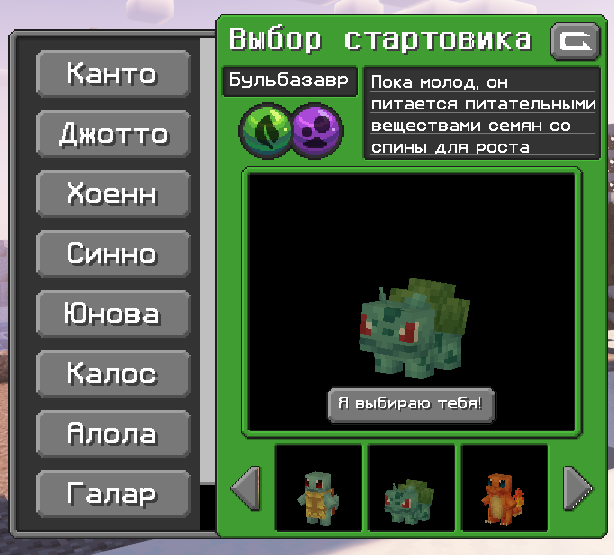 Выбор стартовика
Бульбазавр
Пока молод, он
питается питательными
веществами семян со
спины для роста
Канто
Джотто
Хоенн
Синно
Юнова
Калос
Алола
Галар
Я выбираю тебя!